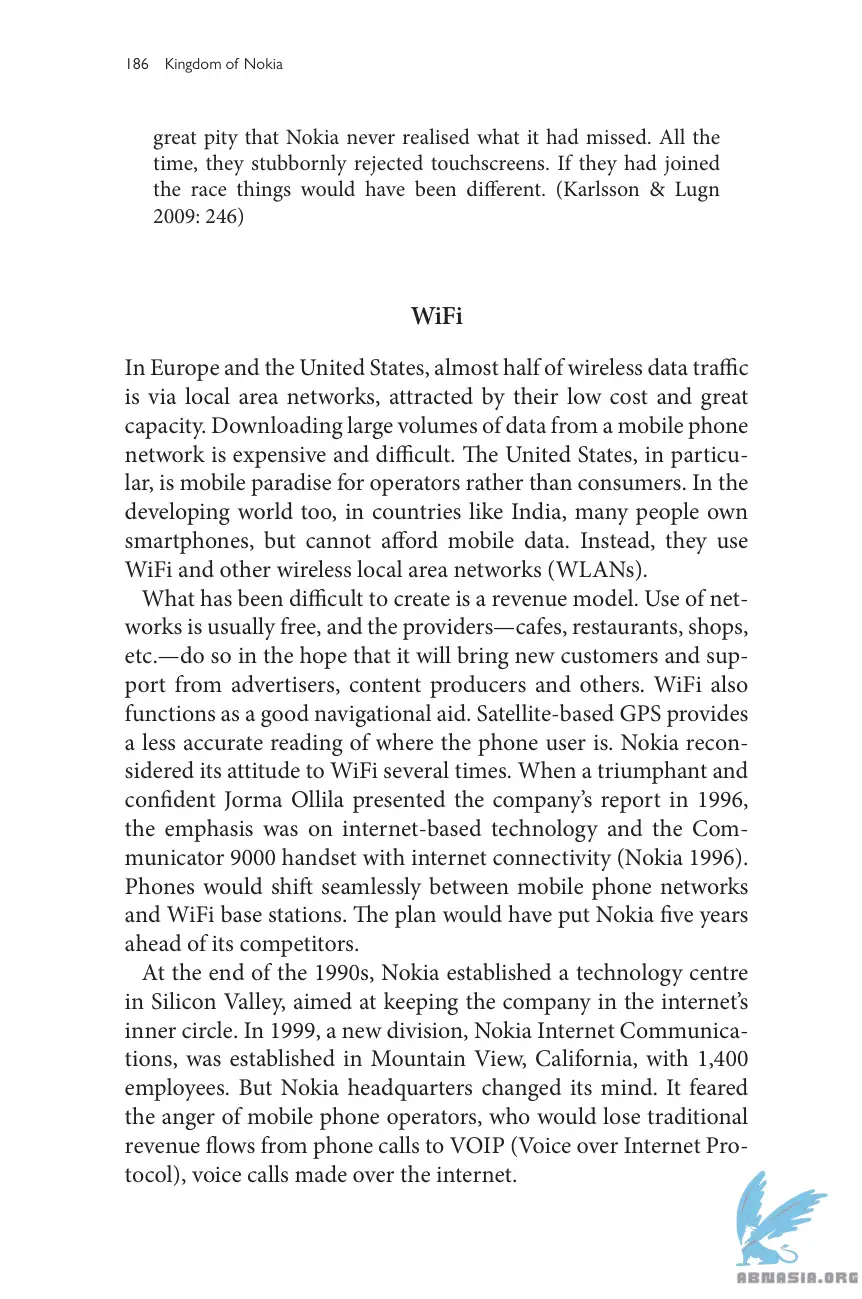 186 Kingdom of Nokia
great pity that Nokia never realised what it had missed. All the
time, they stubbornly rejected touchscreens. If they had joined
the race things would have been different. (Karlsson & Lugn
2009: 246)
WiFi
In Europe and the United States, almost half of wireless data traffic
is via local area networks, attracted by their low cost and great
capacity. Downloading large volumes of data from a mobile phone
network is expensive and difficult. The United States, in particu-
lar, is mobile paradise for operators rather than consumers. In the
developing world too, in countries like India, many people own
smartphones, but cannot afford mobile data. Instead, they use
WiFi and other wireless local area networks (WLANs).
What has been difficult to create is a revenue model. Use of net-
works is usually free, and the providers—cafes, restaurants, shops,
etc.—do so in the hope that it will bring new customers and sup-
port from advertisers, content producers and others. WiFi also
functions as a good navigational aid. Satellite-based GPS provides
a less accurate reading of where the phone user is. Nokia recon-
sidered its attitude to WiFi several times. When a triumphant and
confident Jorma Ollila presented the company’s report in 1996,
the emphasis was on internet-based technology and the Com-
municator 9000 handset with internet connectivity (Nokia 1996).
Phones would shift seamlessly between mobile phone networks
and WiFi base stations. The plan would have put Nokia five years
ahead of its competitors.
At the end of the 1990s, Nokia established a technology centre
in Silicon Valley, aimed at keeping the company in the internet’s
inner circle. In 1999, a new division, Nokia Internet Communica-
tions, was established in Mountain View, California, with 1,400
employees. But Nokia headquarters changed its mind. It feared
the anger of mobile phone operators, who would lose traditional
revenue flows from phone calls to VOIP (Voice over Internet Pro-
tocol), voice calls made over the internet.
ABNASIA.ORG